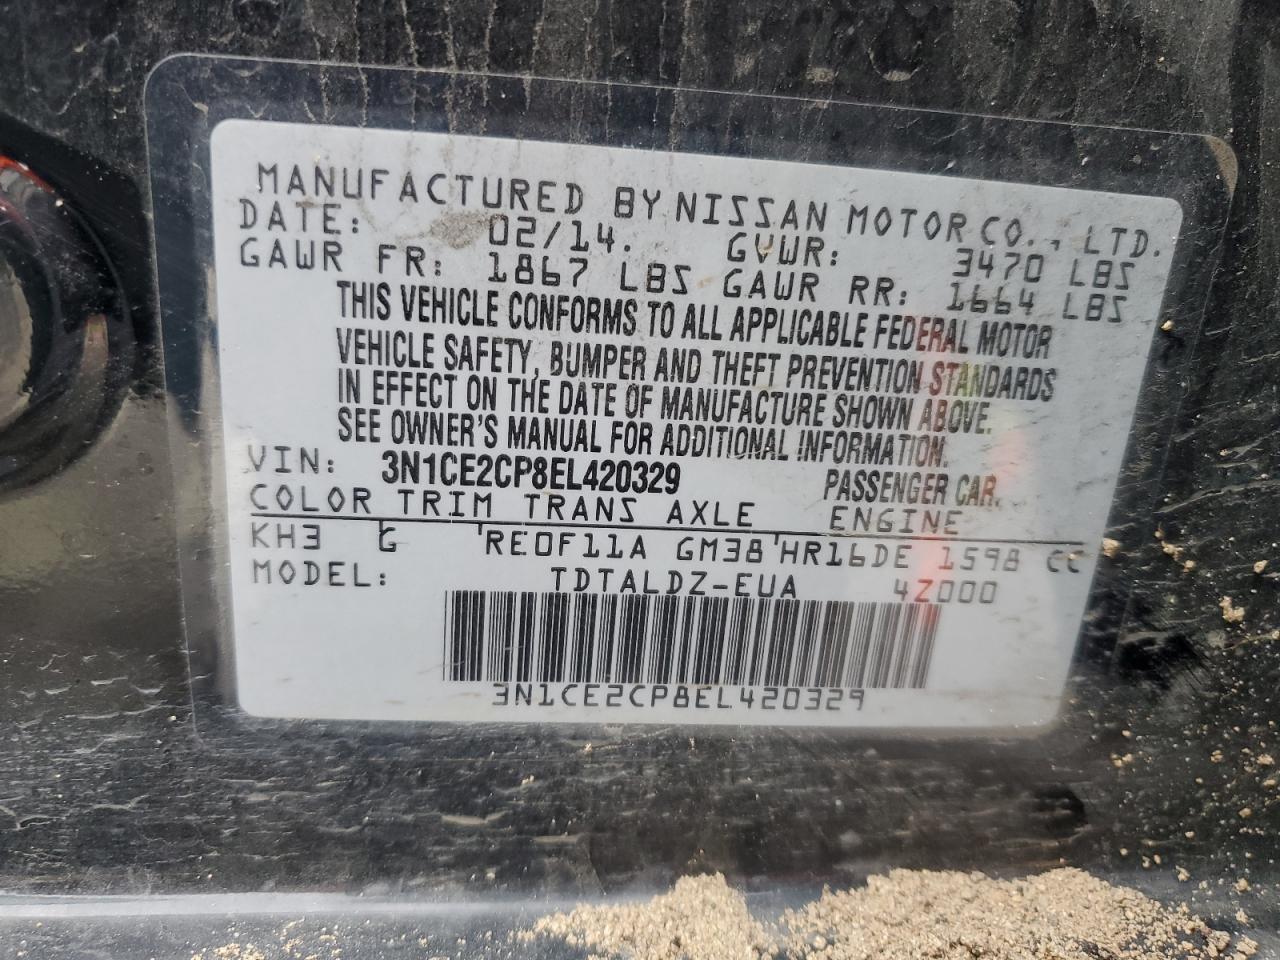 MANUFACTURED BY NISSAN MOTOR CO., LTD.
DATE: 02/14. GVWR: 3470 LBS
GAWR FR: 1867 LBS GAWR RR: 1664 LBS
THIS VEHICLE CONFORMS TO ALL APPLICABLE FEDERAL MOTOR
VEHICLE SAFETY, BUMPER AND THEFT PREVENTION STANDARDS
IN EFFECT ON THE DATE OF MANUFACTURE SHOWN ABOVE.
SEE OWNER'S MANUAL FOR ADDITIONAL INFORMATION.
VIN: 3N1CE2CP8EL420329 PASSENGER CAR.
COLOR TRIM TRANS AXLE ENGINE
KH3 G RE0F11A GM38 HR16DE 1598 CC
MODEL: TDTALDZ-EUA 4Z000
3N1CE2CP8EL420329